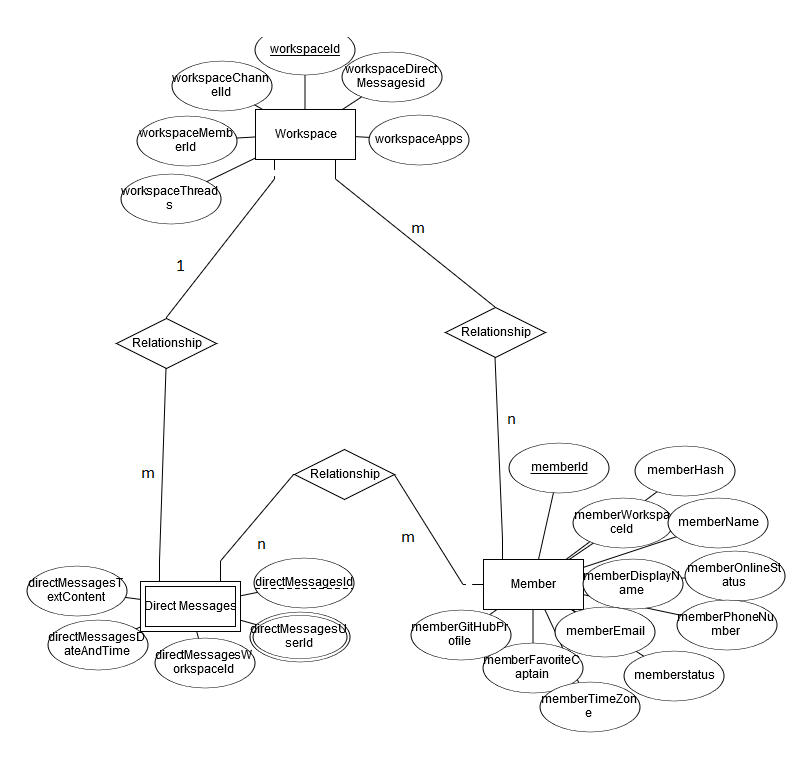 workspaceId
workspaceDirect
Messagesid
workspaceChann
elId
workspaceMemb
erId
Workspace
workspaceApps
workspaceThread
s
m
1
Relationship
Relationship
n
m
Relationship
memberId
memberHash
memberWorkspa
ceId
memberName
n
m
directMessagesT
extContent
directMessagesId
Direct Messages
Member
memberDisplayN
ame
memberOnlineSt
atus
directMessagesD
ateAndTime
directMessagesU
serId
directMessagesW
orkspaceId
memberGitHubPr
ofile
memberEmail
memberPhoneNu
mber
memberFavoriteC
aptain
memberstatus
memberTimeZon
e